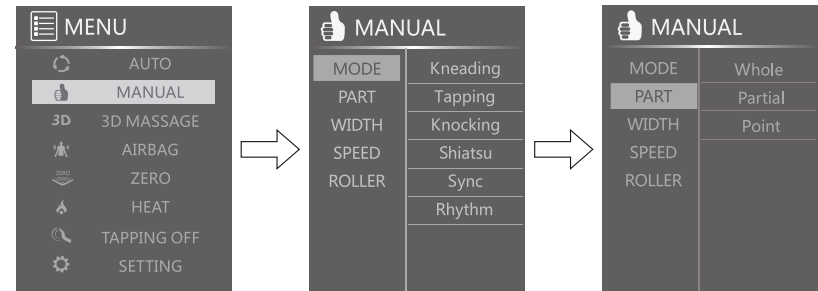 MENU
AUTO
MANUAL
3D 3D MASSAGE
AIRBAG
ZERO ZERO
HEAT
TAPPING OFF
SETTING
MANUAL
MODE Kneading
PART Tapping
WIDTH Knocking
SPEED Shiatsu
ROLLER Sync
Rhythm
MANUAL
MODE Whole
PART Partial
WIDTH Point
SPEED
ROLLER